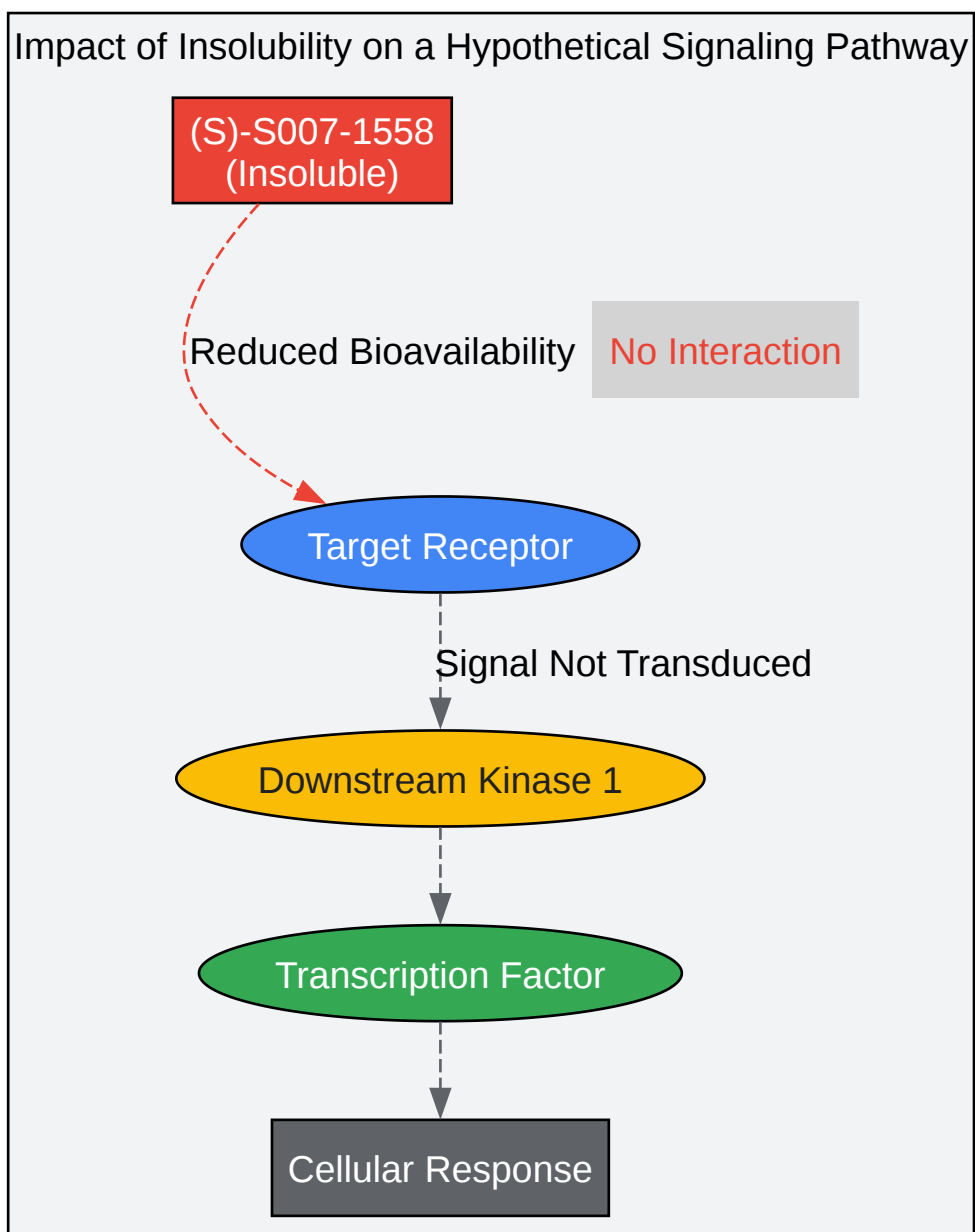 Impact of Insolubility on a Hypothetical Signaling Pathway
(S)-S007-1558
(Insoluble)
Reduced Bioavailability
No Interaction
Target Receptor
Signal Not Transduced
Downstream Kinase 1
Transcription Factor
Cellular Response